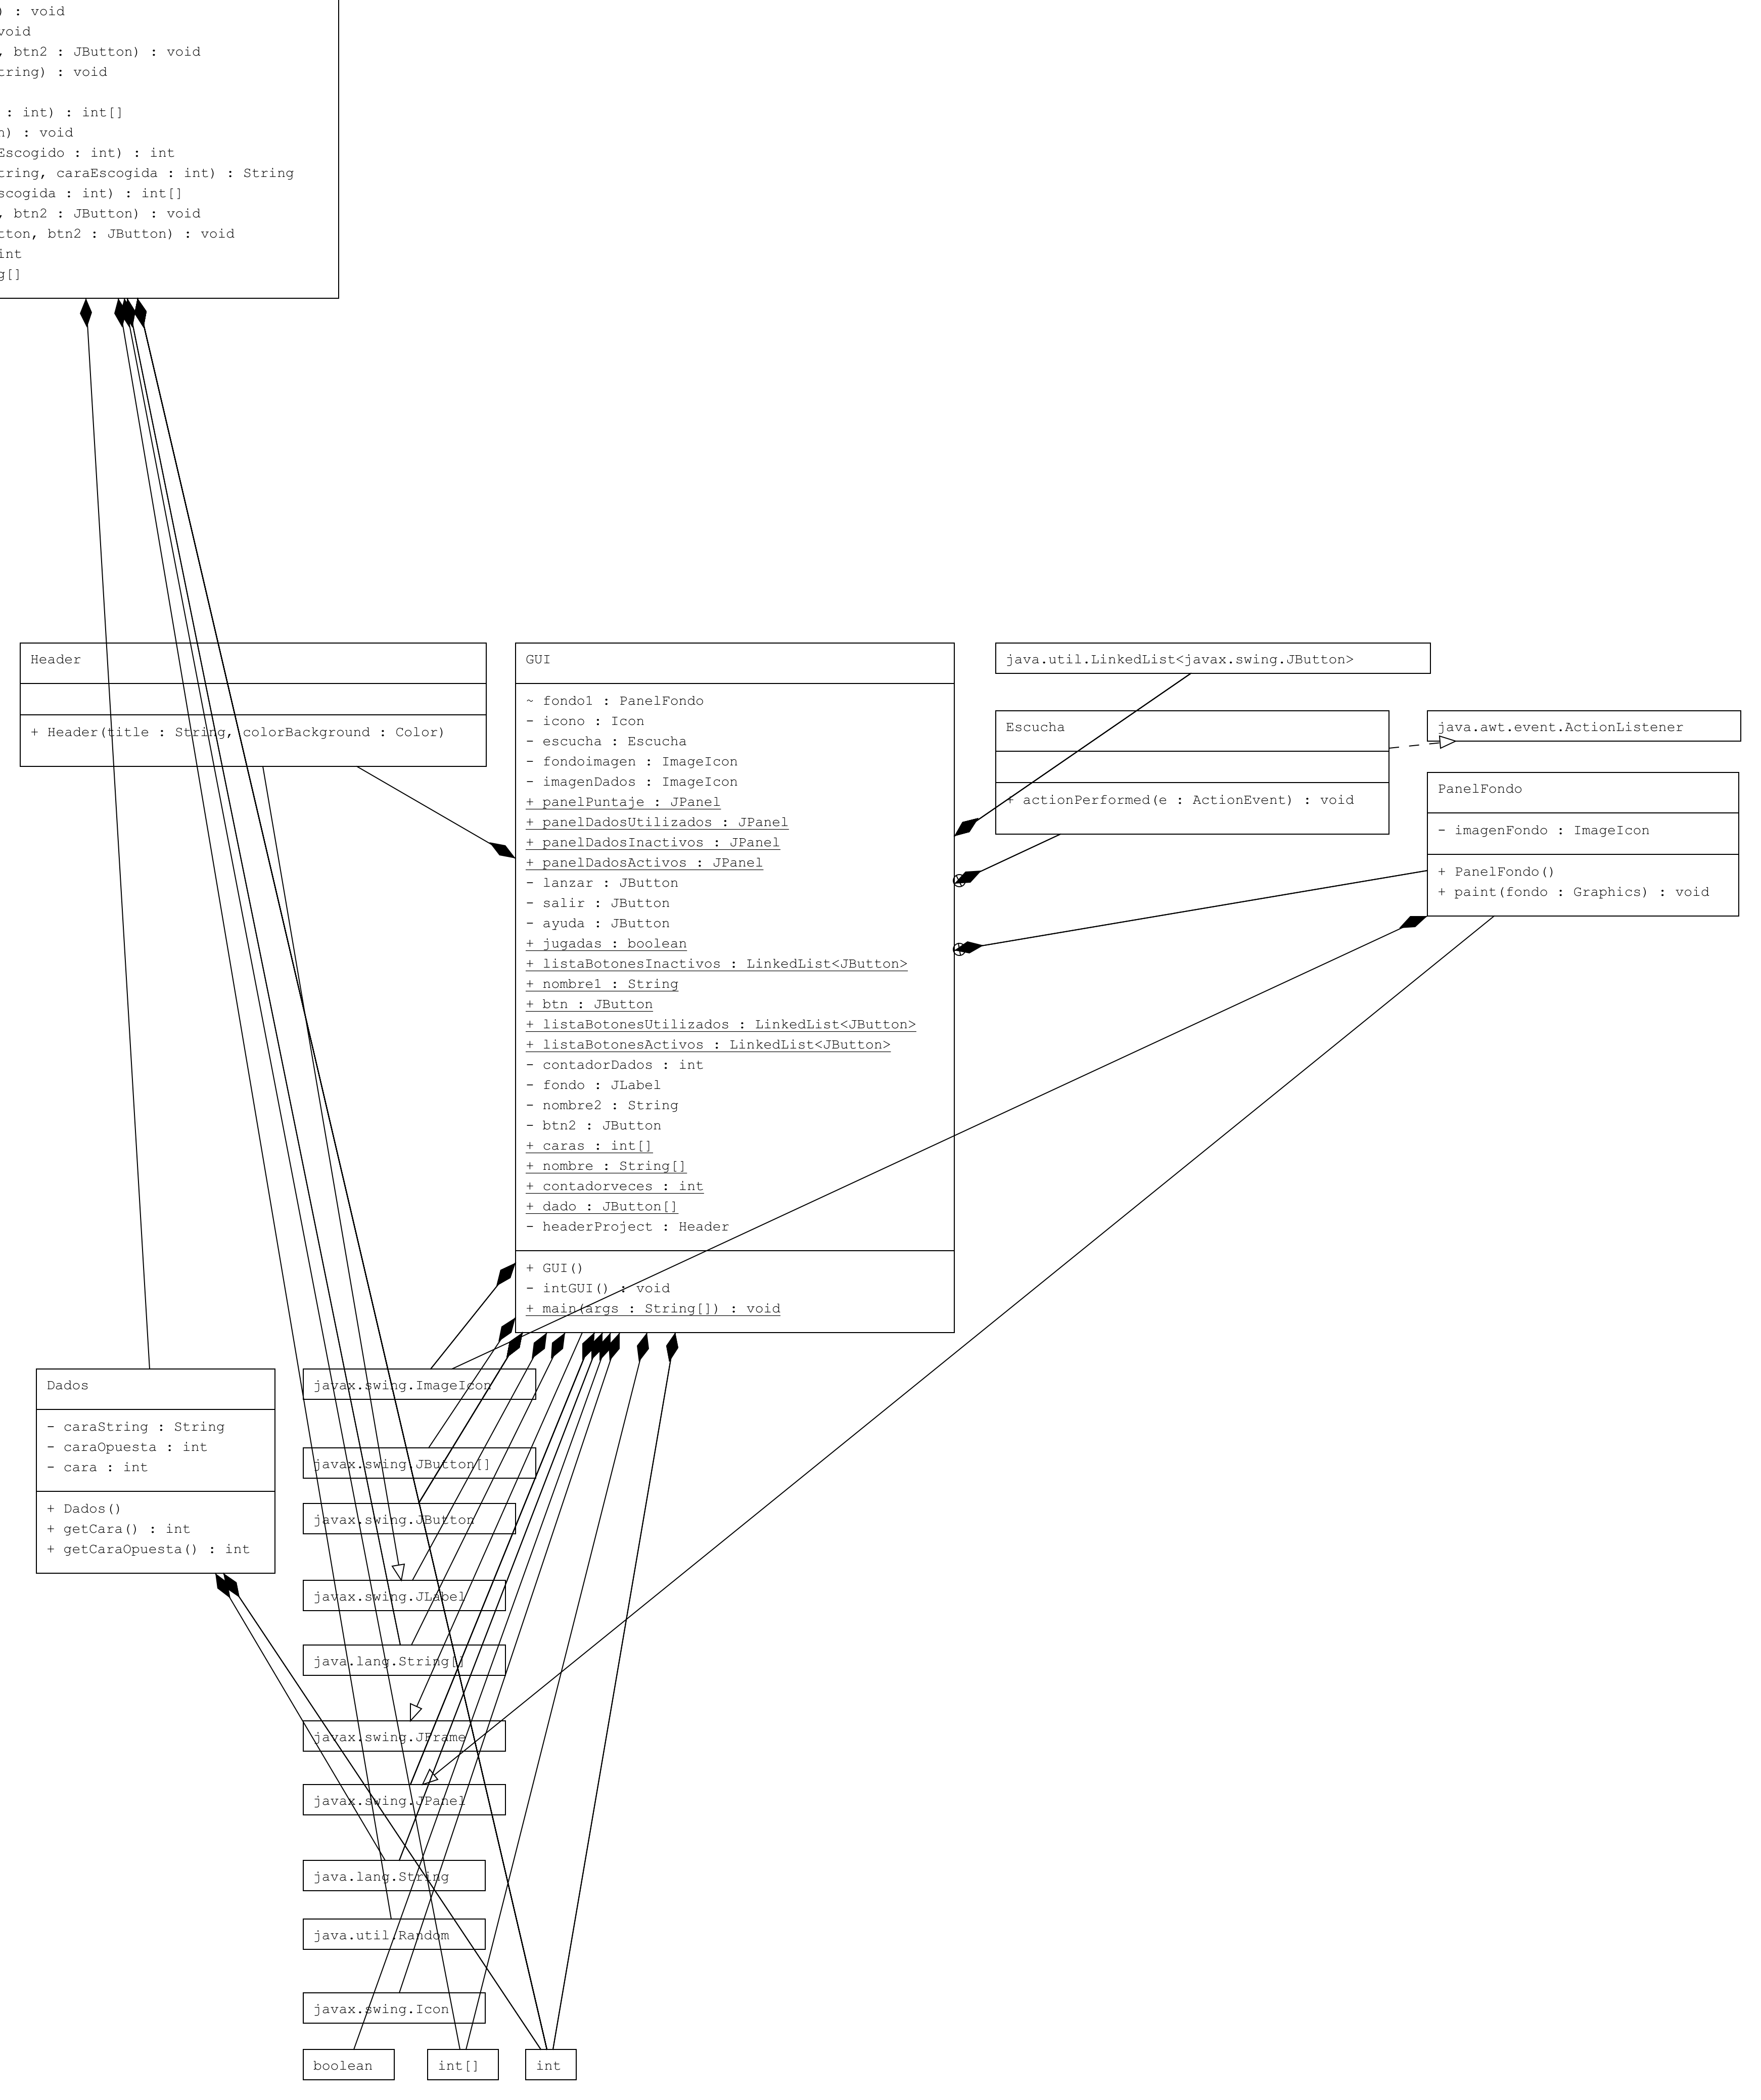 ) : void
void
, btn2 : JButton) : void
tring) : void
: int) : int[]
n) : void
Escogido : int) : int
tring, caraEscogida : int) : String
scogida : int) : int[]
, btn2 : JButton) : void
tton, btn2 : JButton) : void
int
g[]
Header
+ Header(title : String, colorBackground : Color)
GUI
~ fondo1 : PanelFondo
- icono : Icon
- escucha : Escucha
- fondoimagen : ImageIcon
- imagenDados : ImageIcon
+ panelPuntaje : JPanel
+ panelDadosUtilizados : JPanel
+ panelDadosInactivos : JPanel
+ panelDadosActivos : JPanel
- lanzar : JButton
- salir : JButton
- ayuda : JButton
+ jugadas : boolean
+ listaBotonesInactivos : LinkedList<JButton>
+ nombre1 : String
+ btn : JButton
+ listaBotonesUtilizados : LinkedList<JButton>
+ listaBotonesActivos : LinkedList<JButton>
- contadorDados : int
- fondo : JLabel
- nombre2 : String
- btn2 : JButton
+ caras : int[]
+ nombre : String[]
+ contadorveces : int
+ dado : JButton[]
- headerProject : Header
+ GUI()
- intGUI() : void
+ main(args : String[]) : void
java.util.LinkedList<javax.swing.JButton>
Escucha
+ actionPerformed(e : ActionEvent) : void
java.awt.event.ActionListener
PanelFondo
- imagenFondo : ImageIcon
+ PanelFondo()
+ paint(fondo : Graphics) : void
Dados
- caraString : String
- caraOpuesta : int
- cara : int
+ Dados()
+ getCara() : int
+ getCaraOpuesta() : int
javax.swing.ImageIcon
javax.swing.JButton[]
javax.swing.JButton
javax.swing.JLabel
java.lang.String[]
javax.swing.JFrame
javax.swing.JPanel
java.lang.String
java.util.Random
javax.swing.Icon
boolean
int[]
int